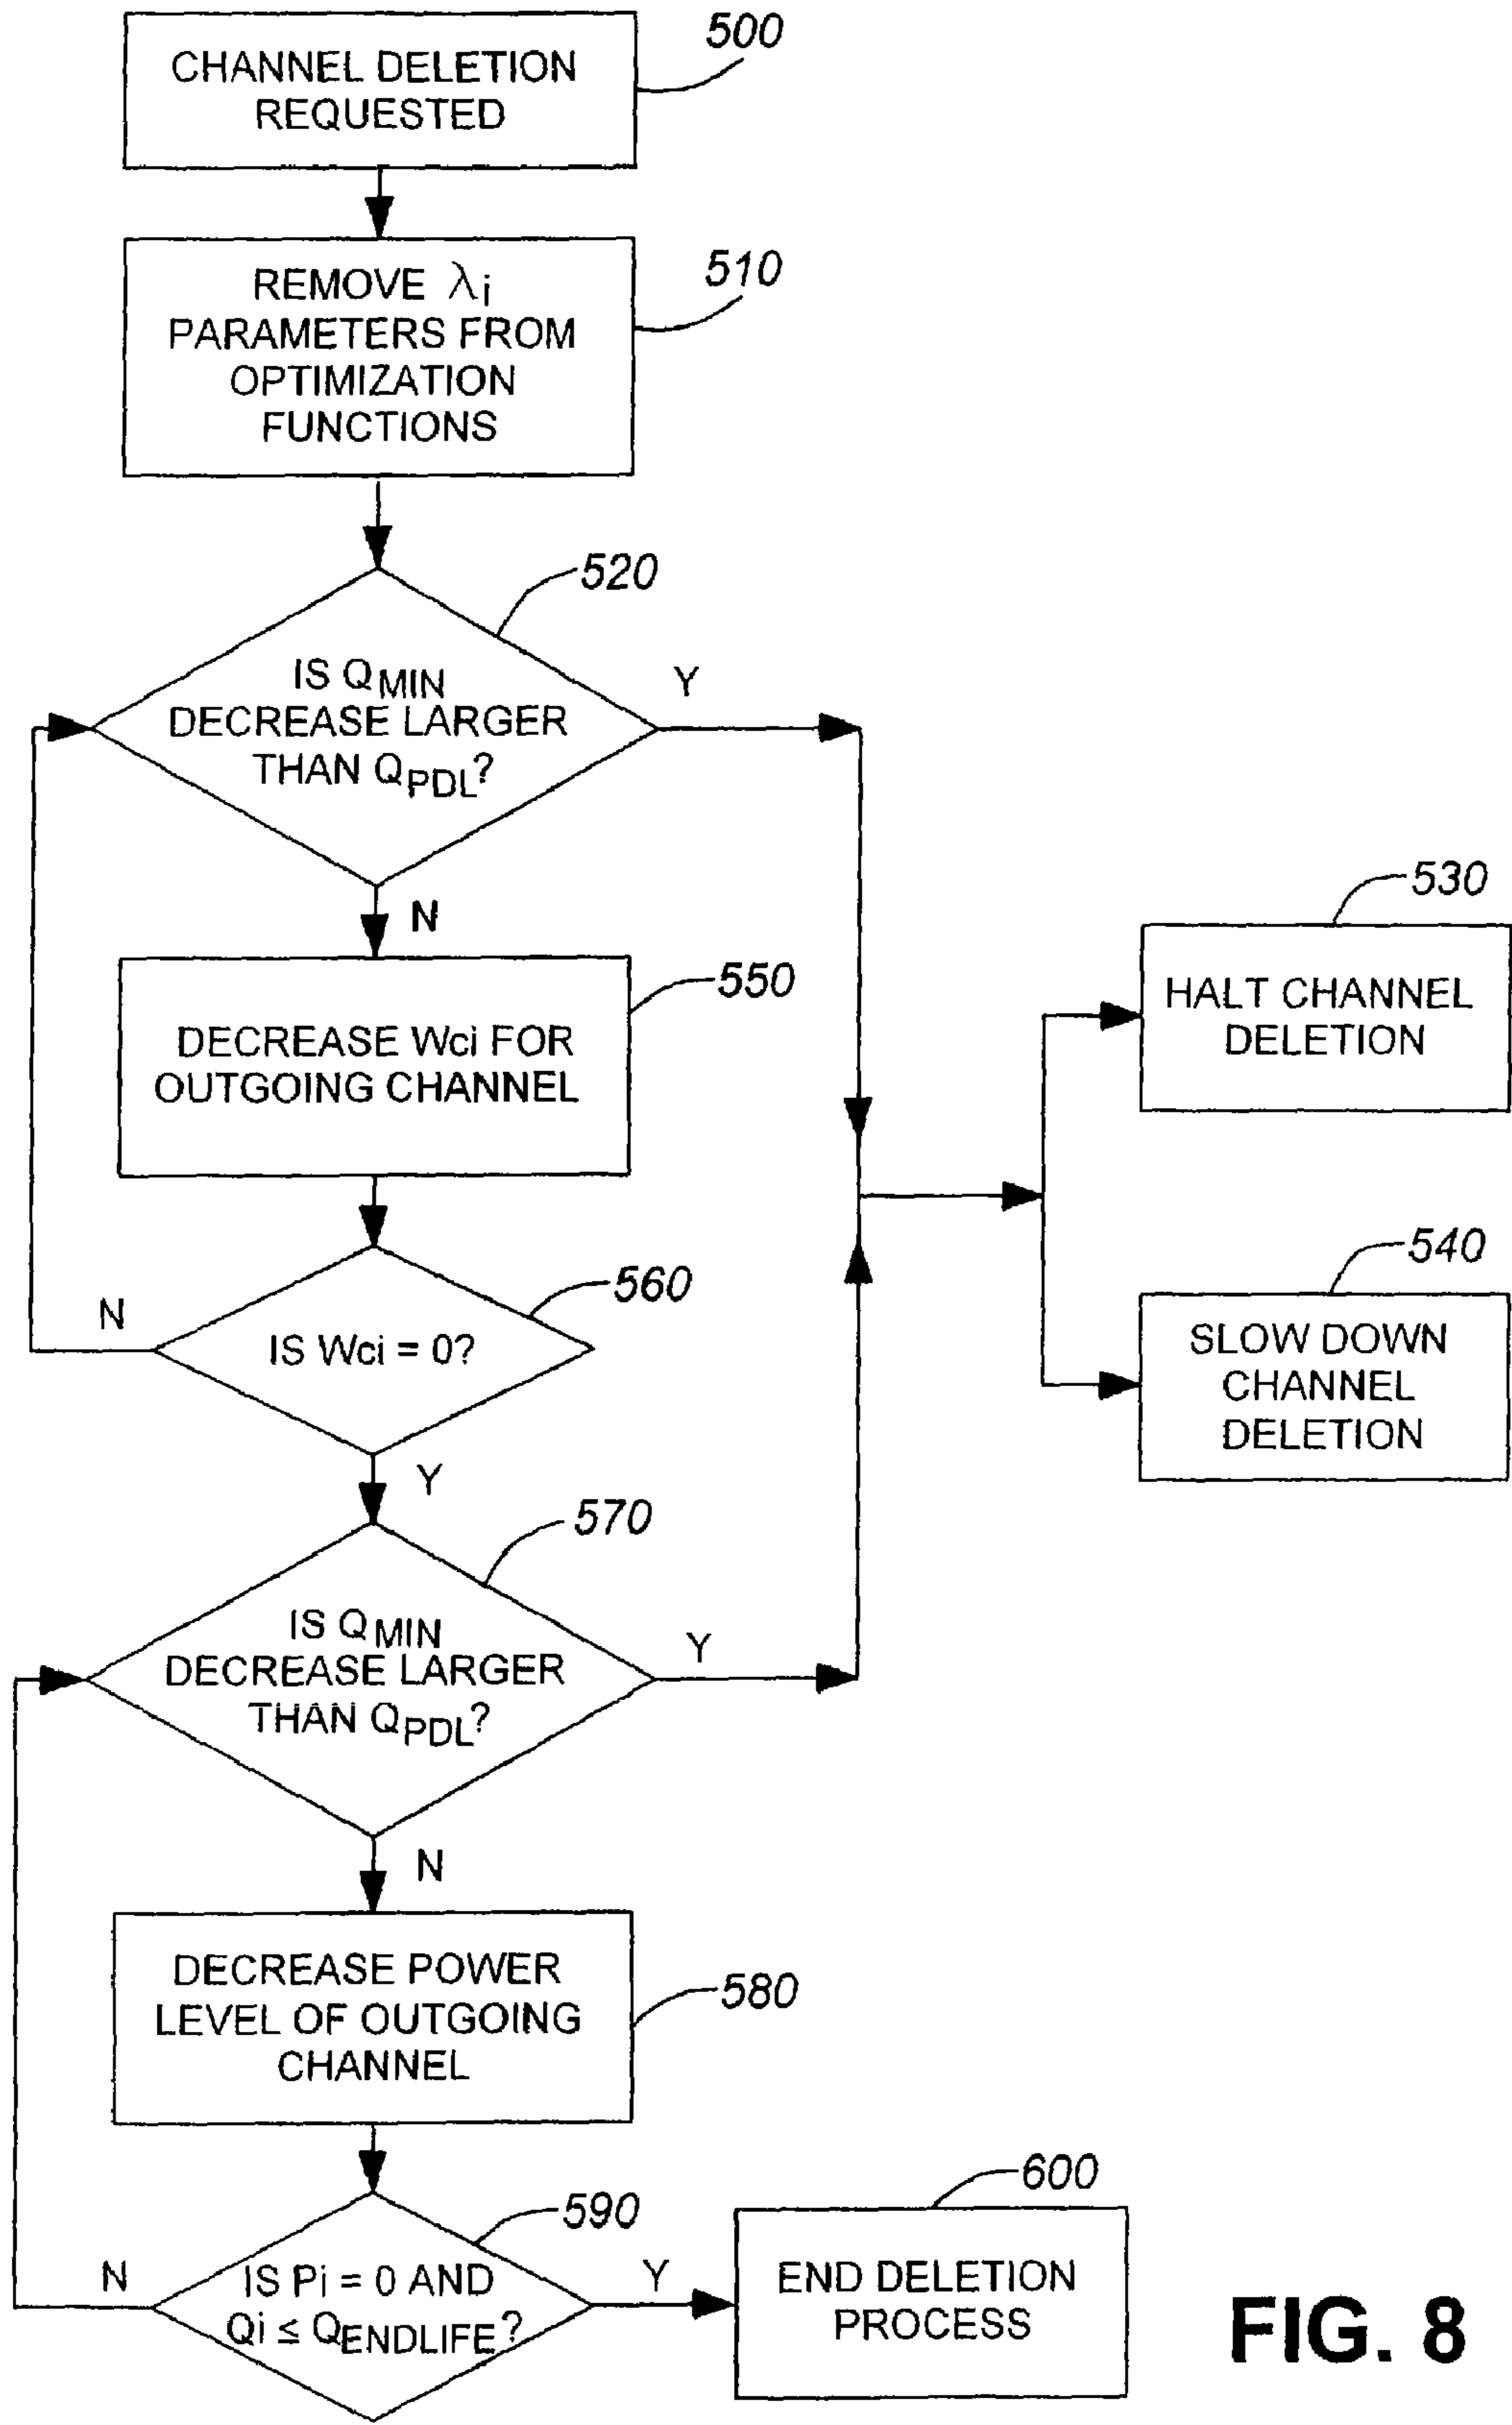 CHANNEL DELETION
REQUESTED
500
REMOVE λi
PARAMETERS FROM
OPTIMIZATION
FUNCTIONS
510
IS QMIN
DECREASE LARGER
THAN QPDL?
520
Y
N
530
HALT CHANNEL
DELETION
DECREASE Wci FOR
OUTGOING CHANNEL
550
540
SLOW DOWN
CHANNEL
DELETION
IS Wci = 0?
560
N
Y
IS QMIN
DECREASE LARGER
THAN QPDL?
570
Y
N
DECREASE POWER
LEVEL OF OUTGOING
CHANNEL
580
IS Pi = 0 AND
Qi ≤ QENDLIFE?
590
N
Y
600
END DELETION
PROCESS
FIG. 8